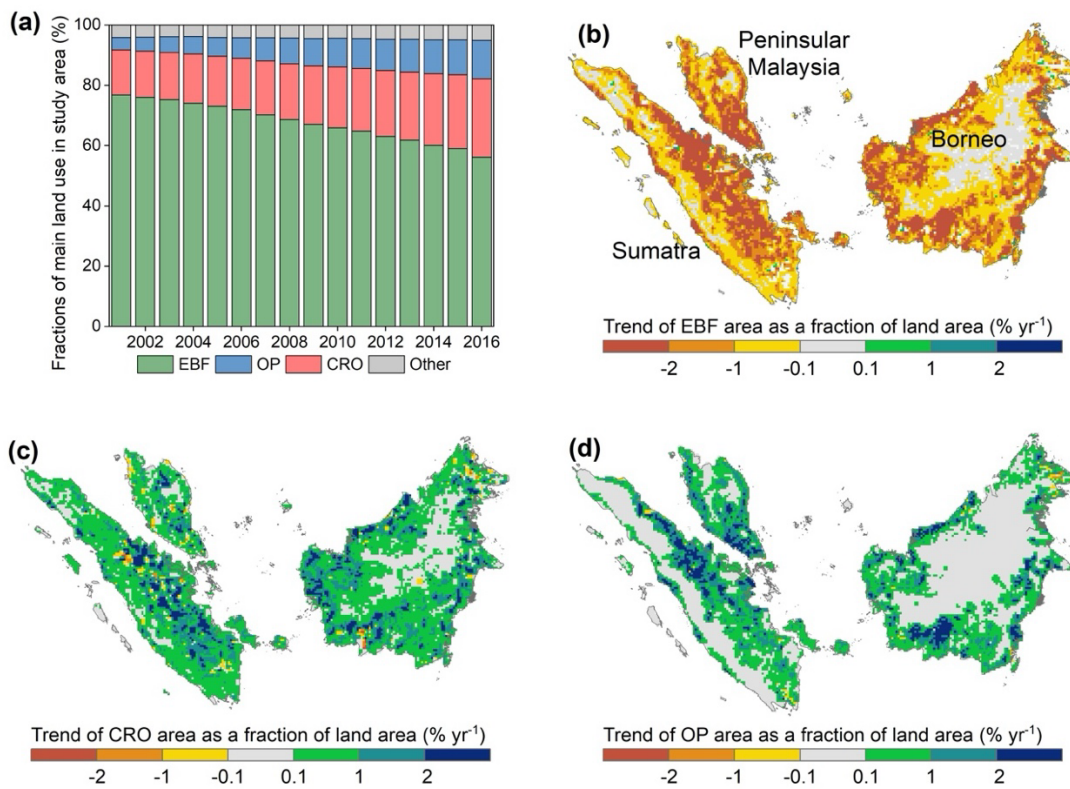 (a)
Fractions of main land use in study area (%)
100
80
60
40
20
0
2002 2004 2006 2008 2010 2012 2014 2016
EBF OP CRO Other
(b)
Peninsular
Malaysia
Borneo
Sumatra
Trend of EBF area as a fraction of land area (% yr⁻¹)
-2 -1 -0.1 0.1 1 2
(c)
Trend of CRO area as a fraction of land area (% yr⁻¹)
-2 -1 -0.1 0.1 1 2
(d)
Trend of OP area as a fraction of land area (% yr⁻¹)
-2 -1 -0.1 0.1 1 2